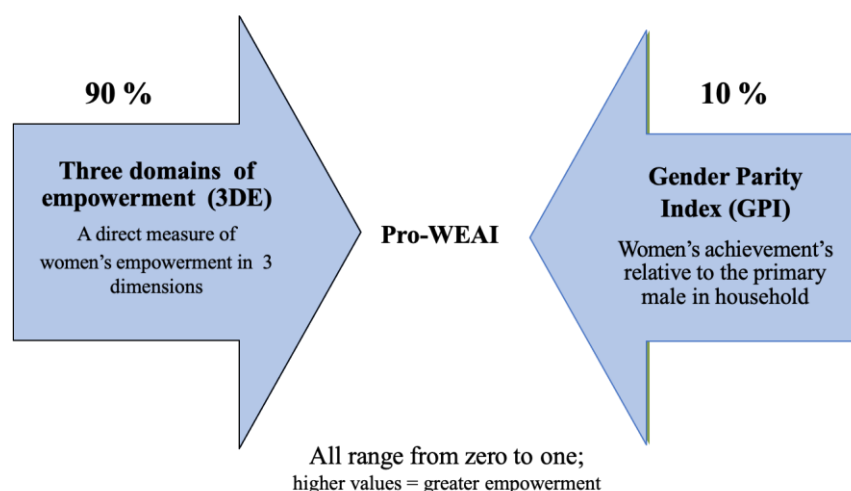 90 %
Three domains of
empowerment (3DE)
A direct measure of
women’s empowerment in 3
dimensions
Pro-WEAI
10 %
Gender Parity
Index (GPI)
Women’s achievement’s
relative to the primary
male in household
All range from zero to one;
higher values = greater empowerment